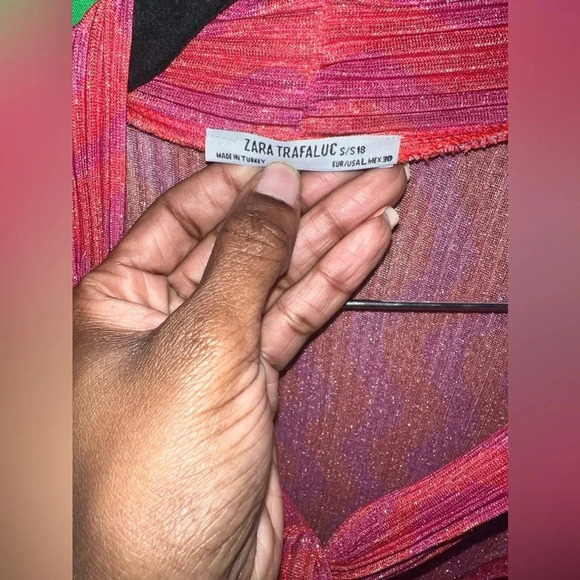 ZARA TRAFALUC S/S18
MADE IN TURKEY EUR/USA L, MEX 30